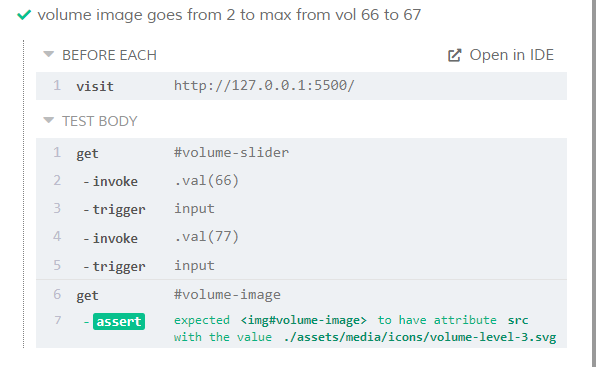 volume image goes from 2 to max from vol 66 to 67
BEFORE EACH Open in IDE
1 visit http://127.0.0.1:5500/
TEST BODY
1 get #volume-slider
2 -invoke .val(66)
3 -trigger input
4 -invoke .val(77)
5 -trigger input
6 get #volume-image
7 -assert expected <img#volume-image> to have attribute src
with the value ./assets/media/icons/volume-level-3.svg